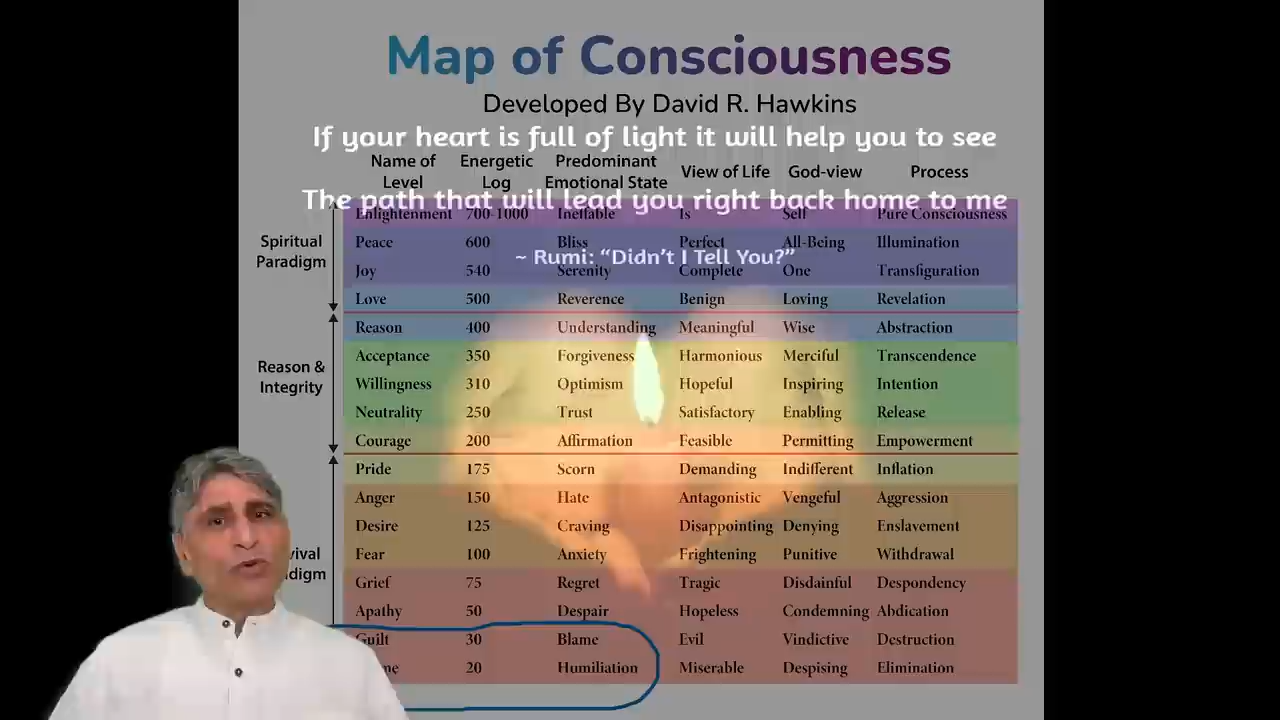 Map of Consciousness
Developed By David R. Hawkins
If your heart is full of light it will help you to see
Name of Level Energetic Log Predominant Emotional State View of Life God-view Process
The path that will lead you right back home to me
Enlightenment 700-1000 Ineffable Is Self Pure Consciousness
Spiritual Paradigm
Peace 600 Bliss Perfect All-Being Illumination
~ Rumi: “Didn’t I Tell You?”
Joy 540 Serenity Complete One Transfiguration
Love 500 Reverence Benign Loving Revelation
Reason 400 Understanding Meaningful Wise Abstraction
Reason & Integrity
Acceptance 350 Forgiveness Harmonious Merciful Transcendence
Willingness 310 Optimism Hopeful Inspiring Intention
Neutrality 250 Trust Satisfactory Enabling Release
Courage 200 Affirmation Feasible Permitting Empowerment
Pride 175 Scorn Demanding Indifferent Inflation
Anger 150 Hate Antagonistic Vengeful Aggression
Desire 125 Craving Disappointing Denying Enslavement
Fear 100 Anxiety Frightening Punitive Withdrawal
Grief 75 Regret Tragic Disdainful Despondency
Apathy 50 Despair Hopeless Condemning Abdication
Guilt 30 Blame Evil Vindictive Destruction
20 Humiliation Miserable Despising Elimination